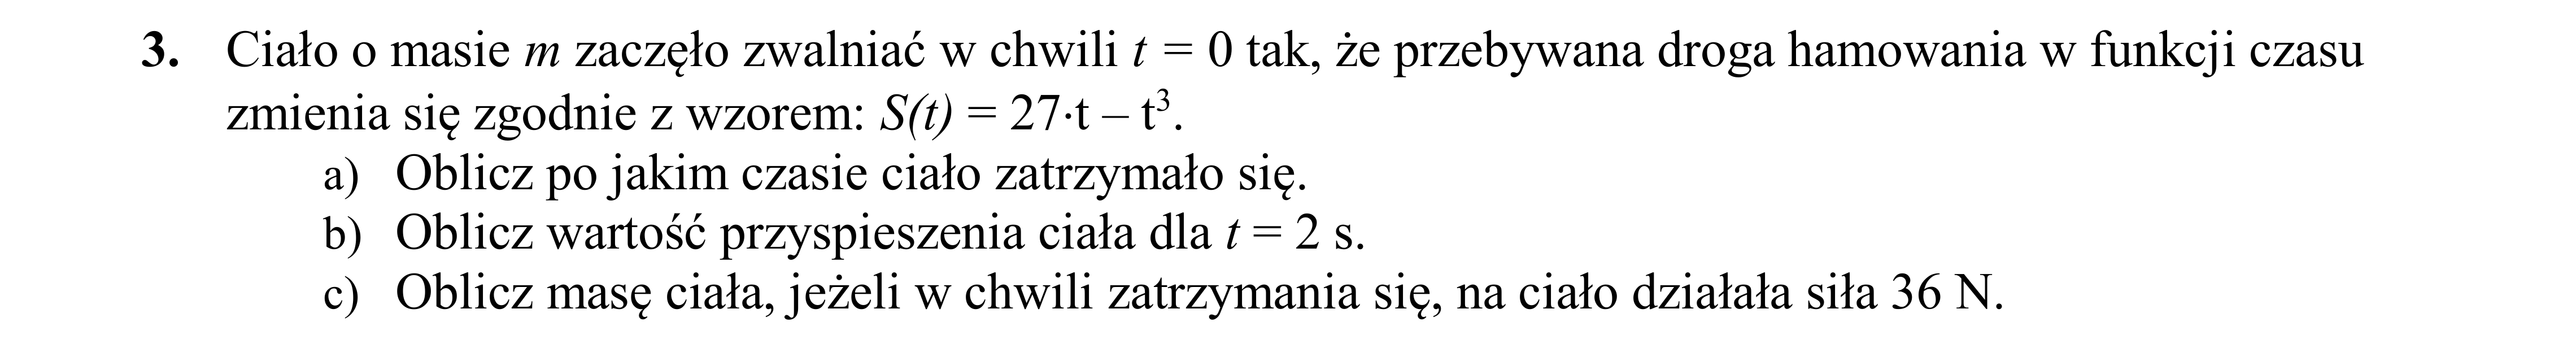 3. Ciało o masie m zaczęło zwalniać w chwili t = 0 tak, że przebywana droga hamowania w funkcji czasu
zmienia się zgodnie z wzorem: S(t) = 27·t – t³.
a) Oblicz po jakim czasie ciało zatrzymało się.
b) Oblicz wartość przyspieszenia ciała dla t = 2 s.
c) Oblicz masę ciała, jeżeli w chwili zatrzymania się, na ciało działała siła 36 N.